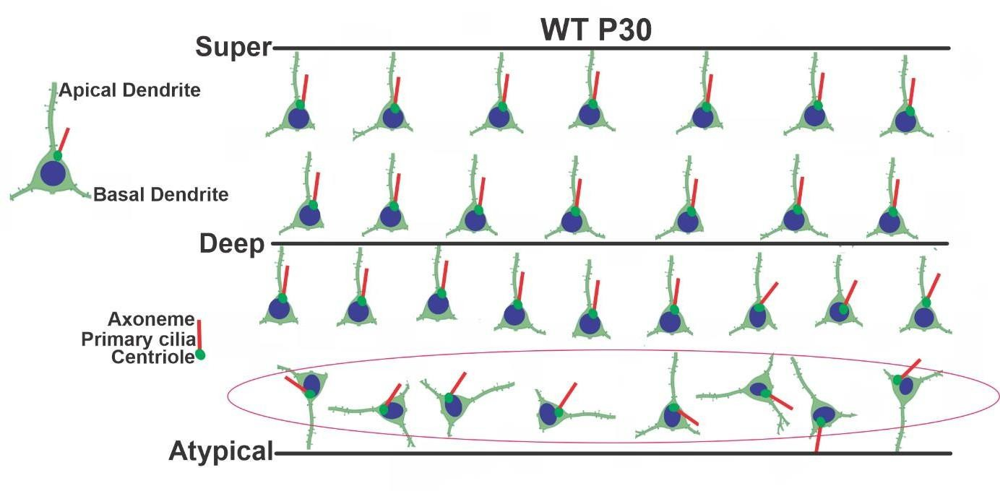 WT P30
Super
Apical Dendrite
Basal Dendrite
Deep
Axoneme
Primary cilia
Centriole
Atypical